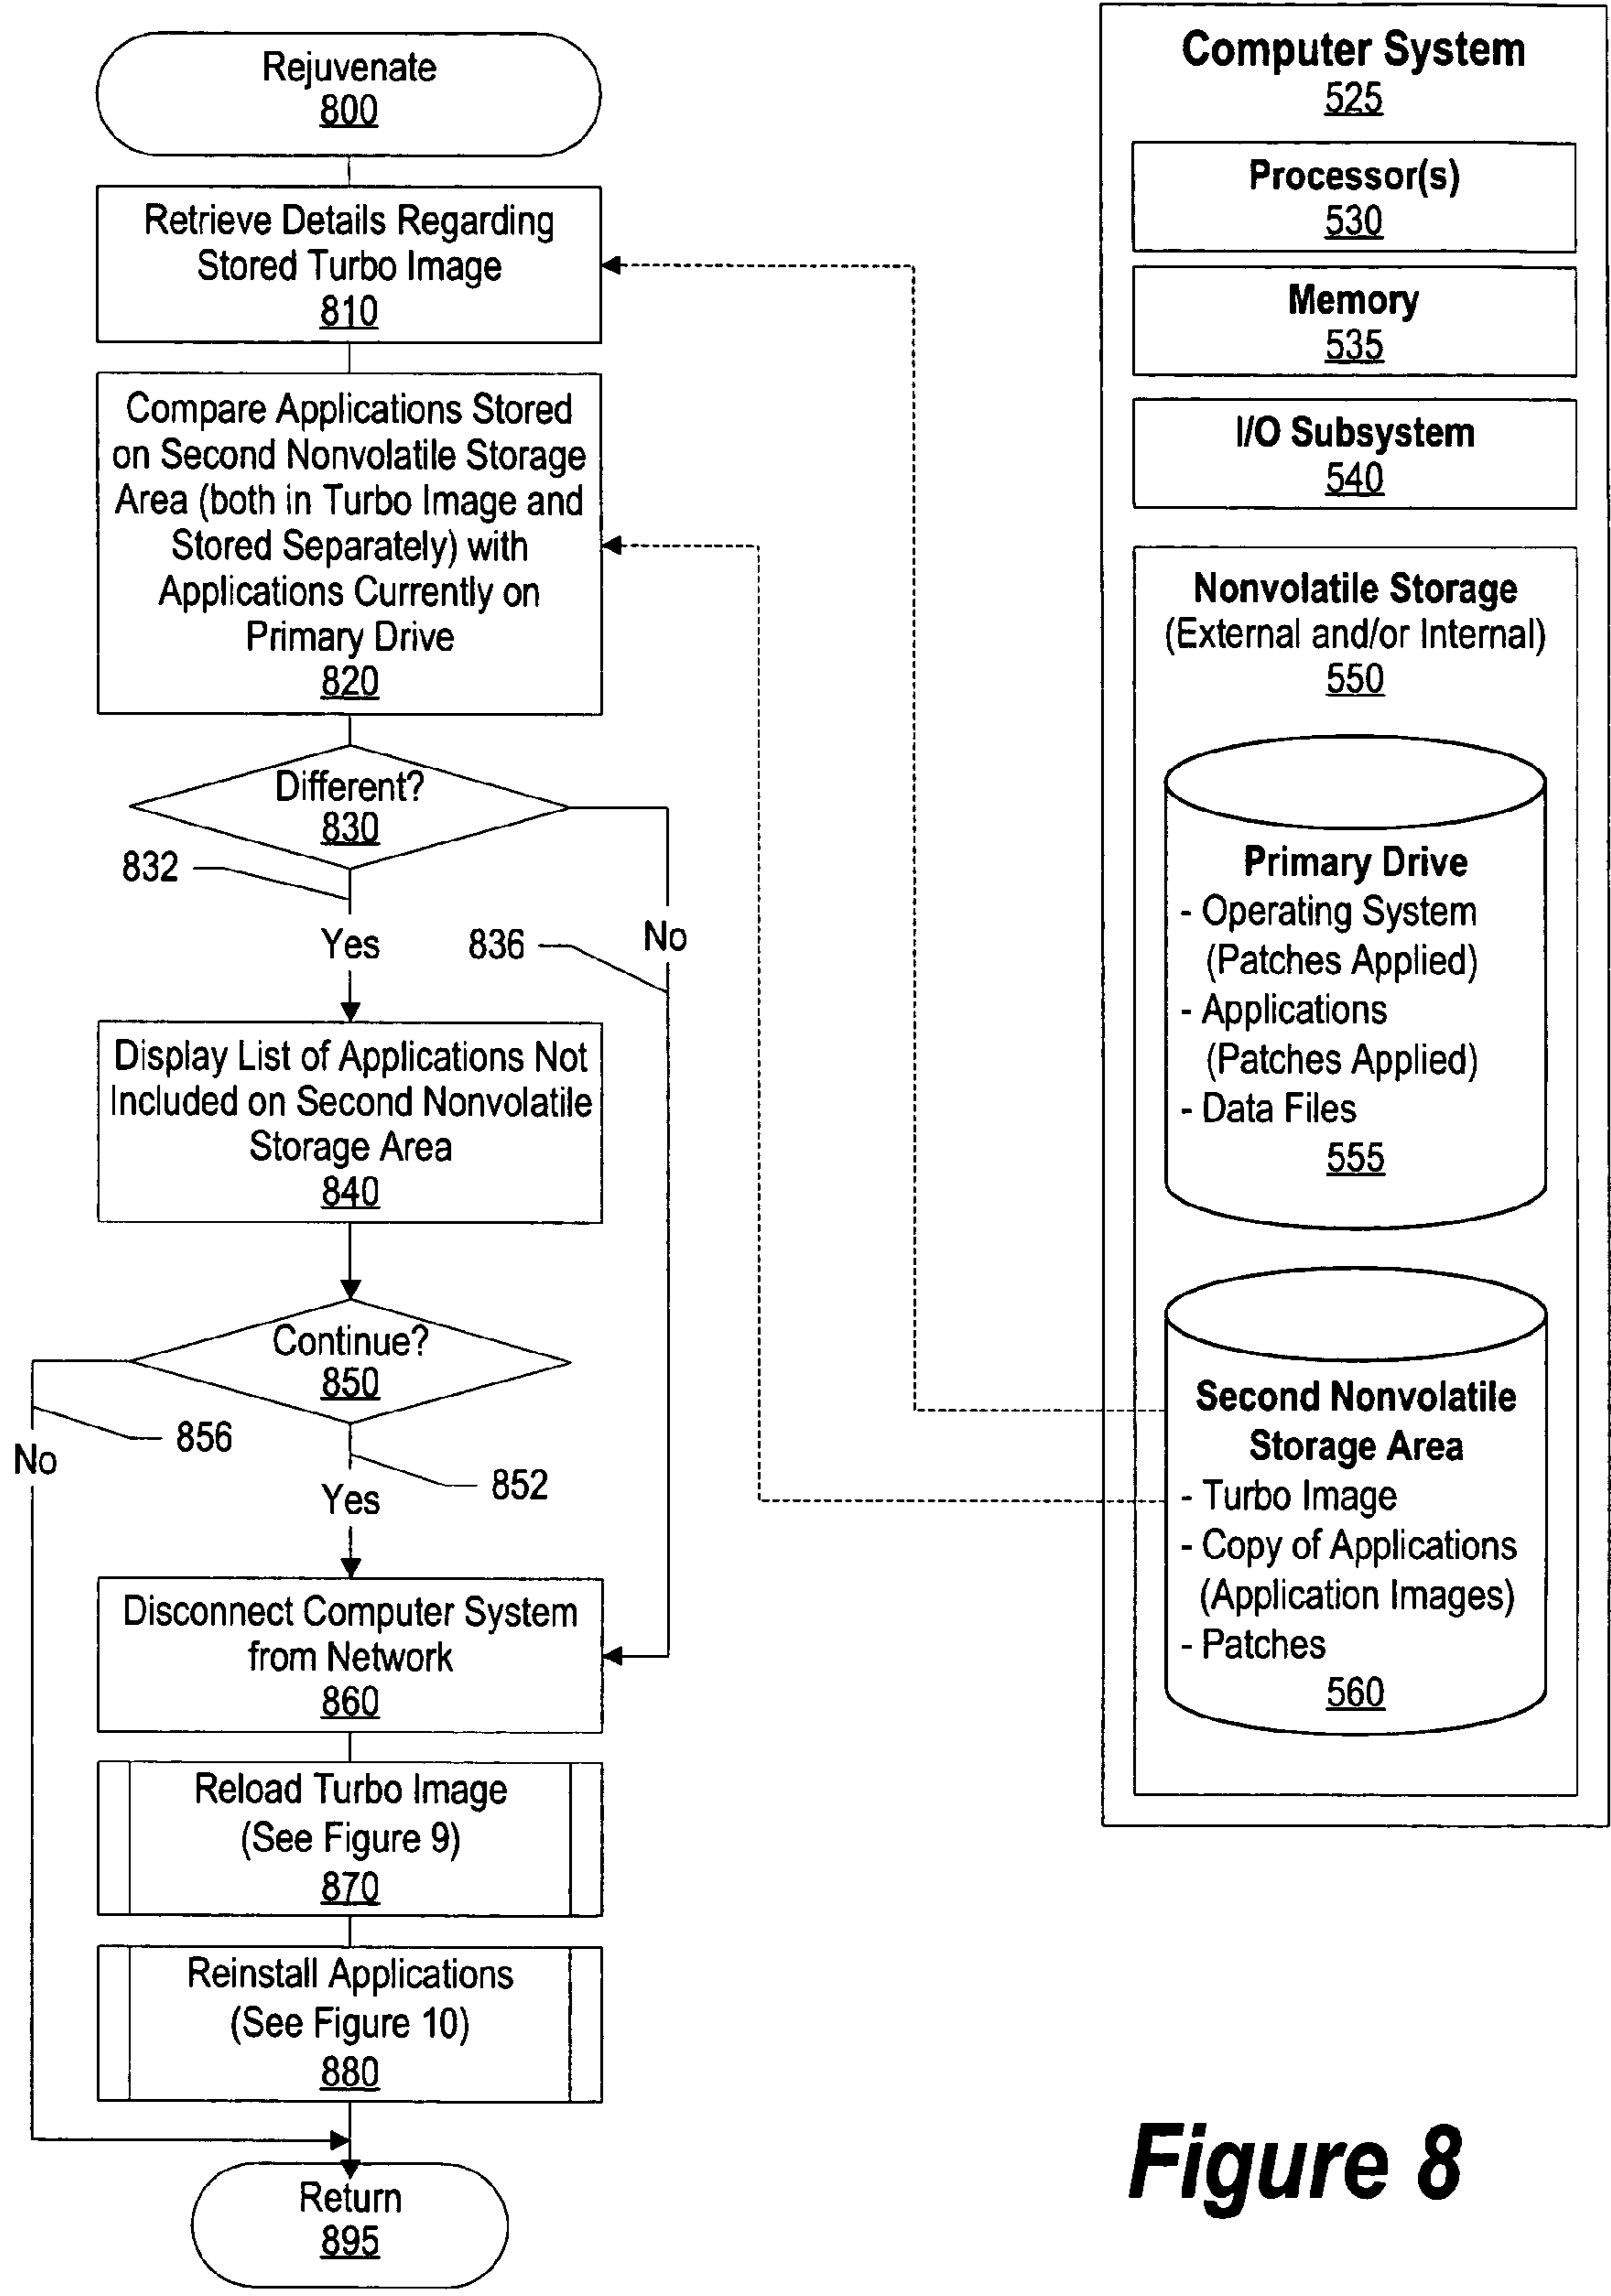 Rejuvenate
800
Retrieve Details Regarding
Stored Turbo Image
810
Compare Applications Stored
on Second Nonvolatile Storage
Area (both in Turbo Image and
Stored Separately) with
Applications Currently on
Primary Drive
820
Different?
830
832
Yes
836
No
Display List of Applications Not
Included on Second Nonvolatile
Storage Area
840
Continue?
850
856
No
852
Yes
Disconnect Computer System
from Network
860
Reload Turbo Image
(See Figure 9)
870
Reinstall Applications
(See Figure 10)
880
Return
895
Computer System
525
Processor(s)
530
Memory
535
I/O Subsystem
540
Nonvolatile Storage
(External and/or Internal)
550
Primary Drive
- Operating System
(Patches Applied)
- Applications
(Patches Applied)
- Data Files
555
Second Nonvolatile
Storage Area
- Turbo Image
- Copy of Applications
(Application Images)
- Patches
560
Figure 8